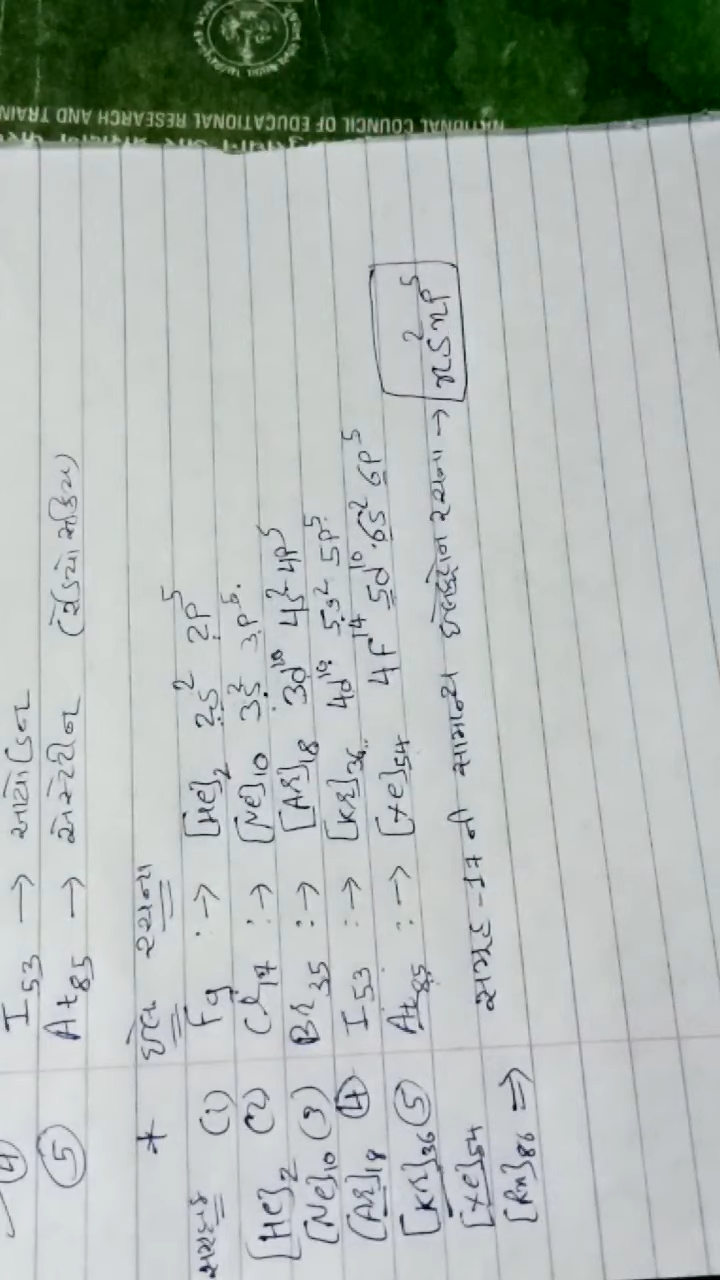 NATIONAL COUNCIL OF EDUCATIONAL RESEARCH AND TRAIN
④
I₅₃ → આયોડિન
⑤ At₈₅ → એસ્ટેટીન (રેડિયો સક્રિય)
* ઇલે રચના
(1) F₉ :→ [He]₂ 2s² 2p⁵
(2) Cl₁₇ :→ [Ne]₁₀ 3s² 3p⁵.
(3) Br₃₅ :→ [Ar]₁₈ 3d¹⁰ 4s² 4p⁵
④ I₅₃ :→ [Kr]₃₆ 4d¹⁰ 5s² 5p⁵
⑤ At₈₅ :→ [Xe]₅₄ 4f¹⁴ 5d¹⁰ 6s² 6p⁵
સમૂહ-17 ની સામાન્ય ઇલેક્ટ્રોન રચના → ns² np⁵
[He]₂
[Ne]₁₀
[Ar]₁₈
[Kr]₃₆
[Xe]₅₄
[Rn]₈₆ ⇒